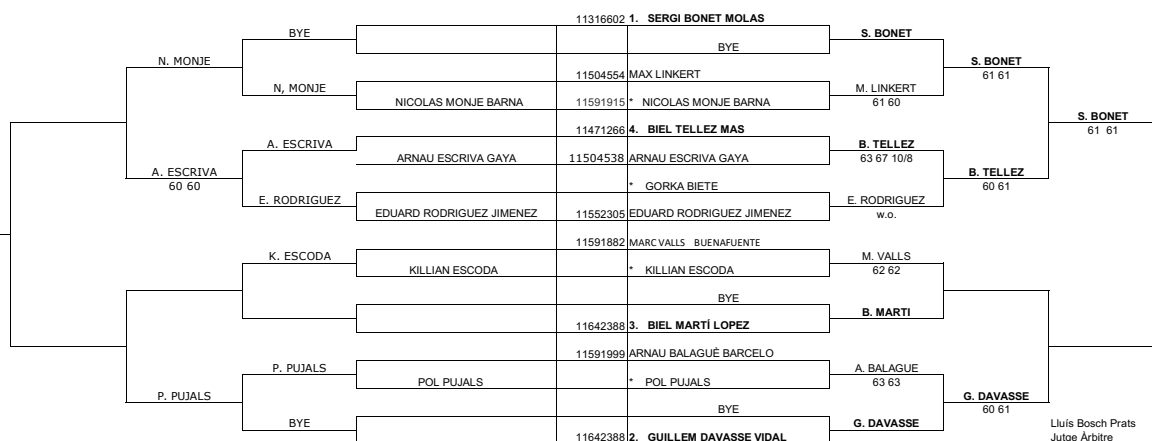 11316602 1. SERGI BONET MOLAS
BYE S. BONET
BYE
N. MONJE S. BONET
61 61
11504554 MAX LINKERT
N, MONJE M. LINKERT
NICOLAS MONJE BARNA 11591915 * NICOLAS MONJE BARNA 61 60
S. BONET
61 61
11471266 4. BIEL TELLEZ MAS
A. ESCRIVA B. TELLEZ
ARNAU ESCRIVA GAYA 11504538 ARNAU ESCRIVA GAYA 63 67 10/8
A. ESCRIVA B. TELLEZ
60 60 * GORKA BIETE 60 61
E. RODRIGUEZ E. RODRIGUEZ
EDUARD RODRIGUEZ JIMENEZ 11552305 EDUARD RODRIGUEZ JIMENEZ w.o.
11591882 MARC VALLS BUENAFUENTE
K. ESCODA M. VALLS
KILLIAN ESCODA * KILLIAN ESCODA 62 62
BYE
B. MARTI
11642388 3. BIEL MARTÍ LOPEZ
11591999 ARNAU BALAGUÈ BARCELO
P. PUJALS A. BALAGUE
POL PUJALS * POL PUJALS 63 63
P. PUJALS G. DAVASSE
BYE 60 61
BYE G. DAVASSE
Lluís Bosch Prats
11642388 2. GUILLEM DAVASSE VIDAL
Jutge Àrbitre